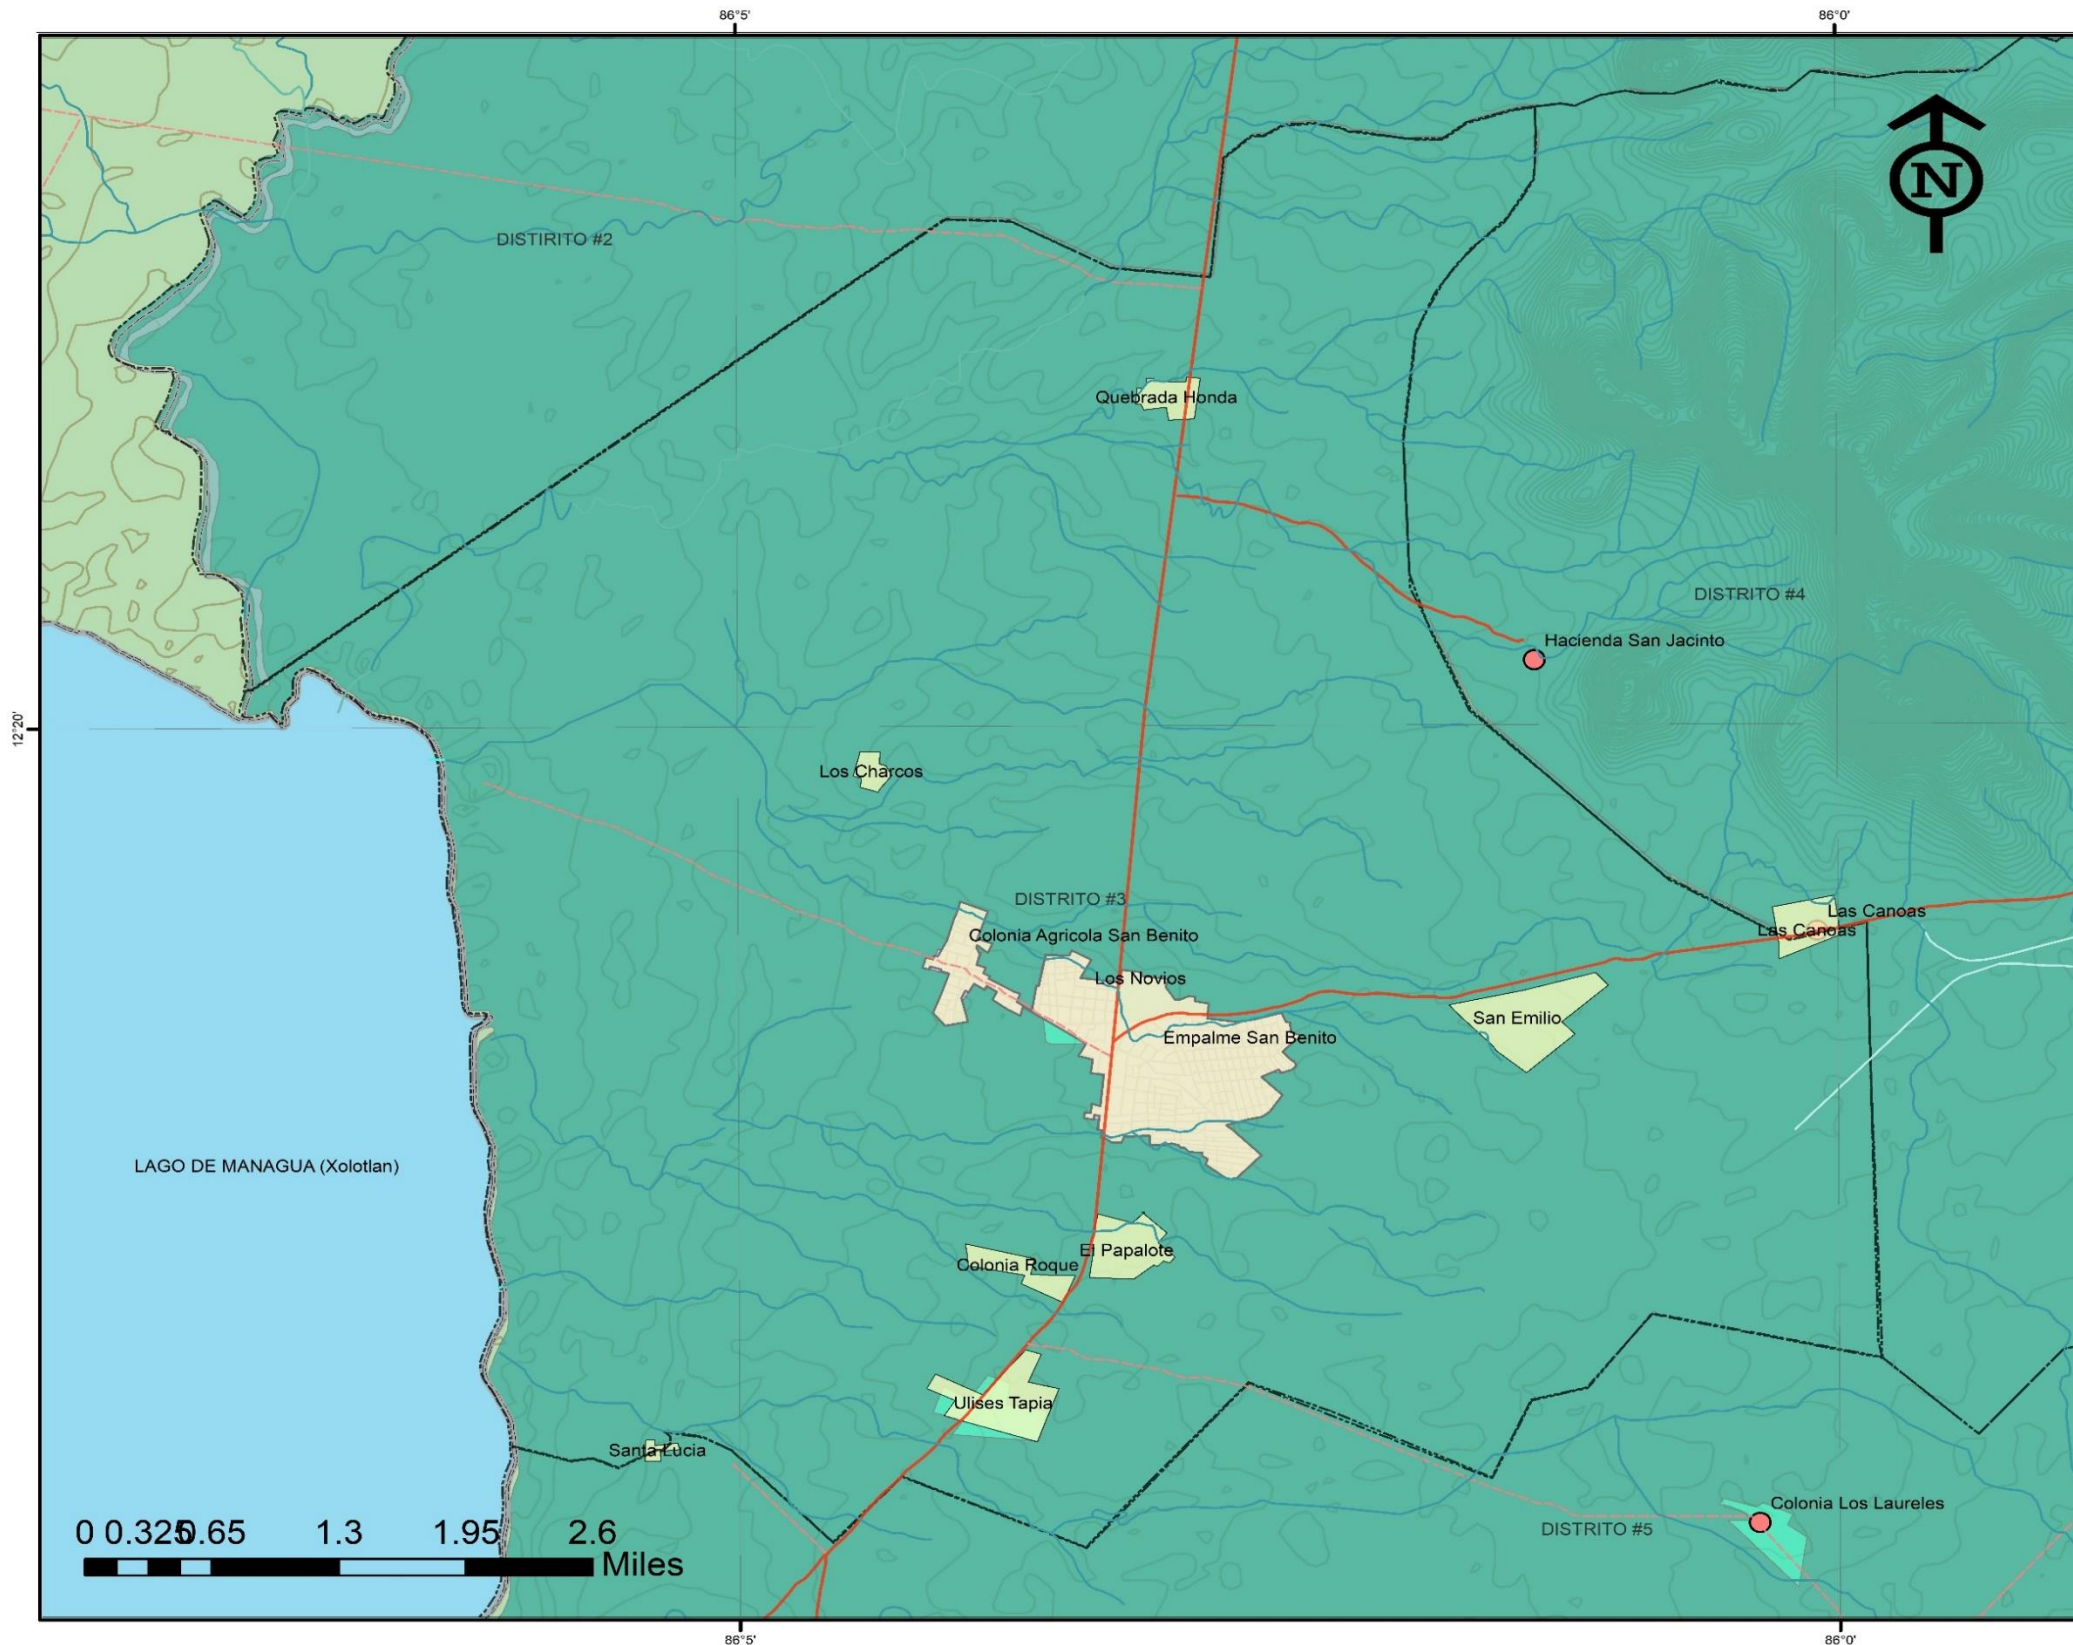 86°5'
86°0'
N
DISTIRITO #2
Quebrada Honda
DISTRITO #4
Hacienda San Jacinto
12°20'
Los Charcos
DISTRITO #3
Las Canoas
Las Canoas
Colonia Agricola San Benito
Los Novios
San Emilio
Empalme San Benito
LAGO DE MANAGUA (Xolotlan)
El Papalote
Colonia Roque
Ulises Tapia
Santa Lucia
Colonia Los Laureles
DISTRITO #5
0 0.325 0.65 1.3 1.95 2.6
Miles
86°5'
86°0'